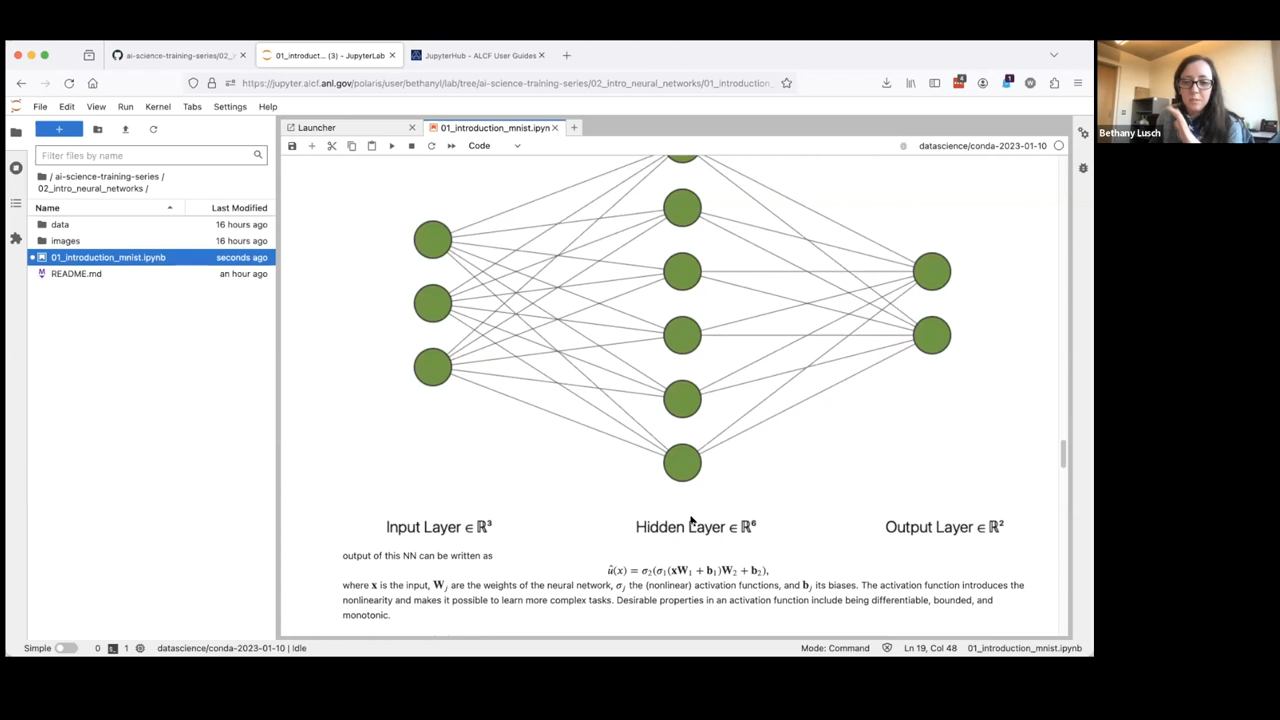 ai-science-training-series/02_
01_introduct… (3) - JupyterLab
JupyterHub - ALCF User Guides
https://jupyter.alcf.anl.gov/polaris/user/bethanyl/lab/tree/ai-science-training-series/02_intro_neural_networks/01_introduction_
4
1
File Edit View Run Kernel Tabs Settings Help
Launcher
01_introduction_mnist.ipyn
Code
datascience/conda-2023-01-10
Filter files by name
/ ai-science-training-series /
02_intro_neural_networks /
Name Last Modified
data 16 hours ago
images 16 hours ago
01_introduction_mnist.ipynb seconds ago
README.md an hour ago
Input Layer ∈ ℝ³ Hidden Layer ∈ ℝ⁶ Output Layer ∈ ℝ²
output of this NN can be written as
û(x) = σ₂(σ₁(xW₁ + b₁)W₂ + b₂),
where x is the input, Wⱼ are the weights of the neural network, σⱼ the (nonlinear) activation functions, and bⱼ its biases. The activation function introduces the
nonlinearity and makes it possible to learn more complex tasks. Desirable properties in an activation function include being differentiable, bounded, and
monotonic.
Simple 0 1 datascience/conda-2023-01-10 | Idle Mode: Command Ln 19, Col 48 01_introduction_mnist.ipynb
Bethany Lusch